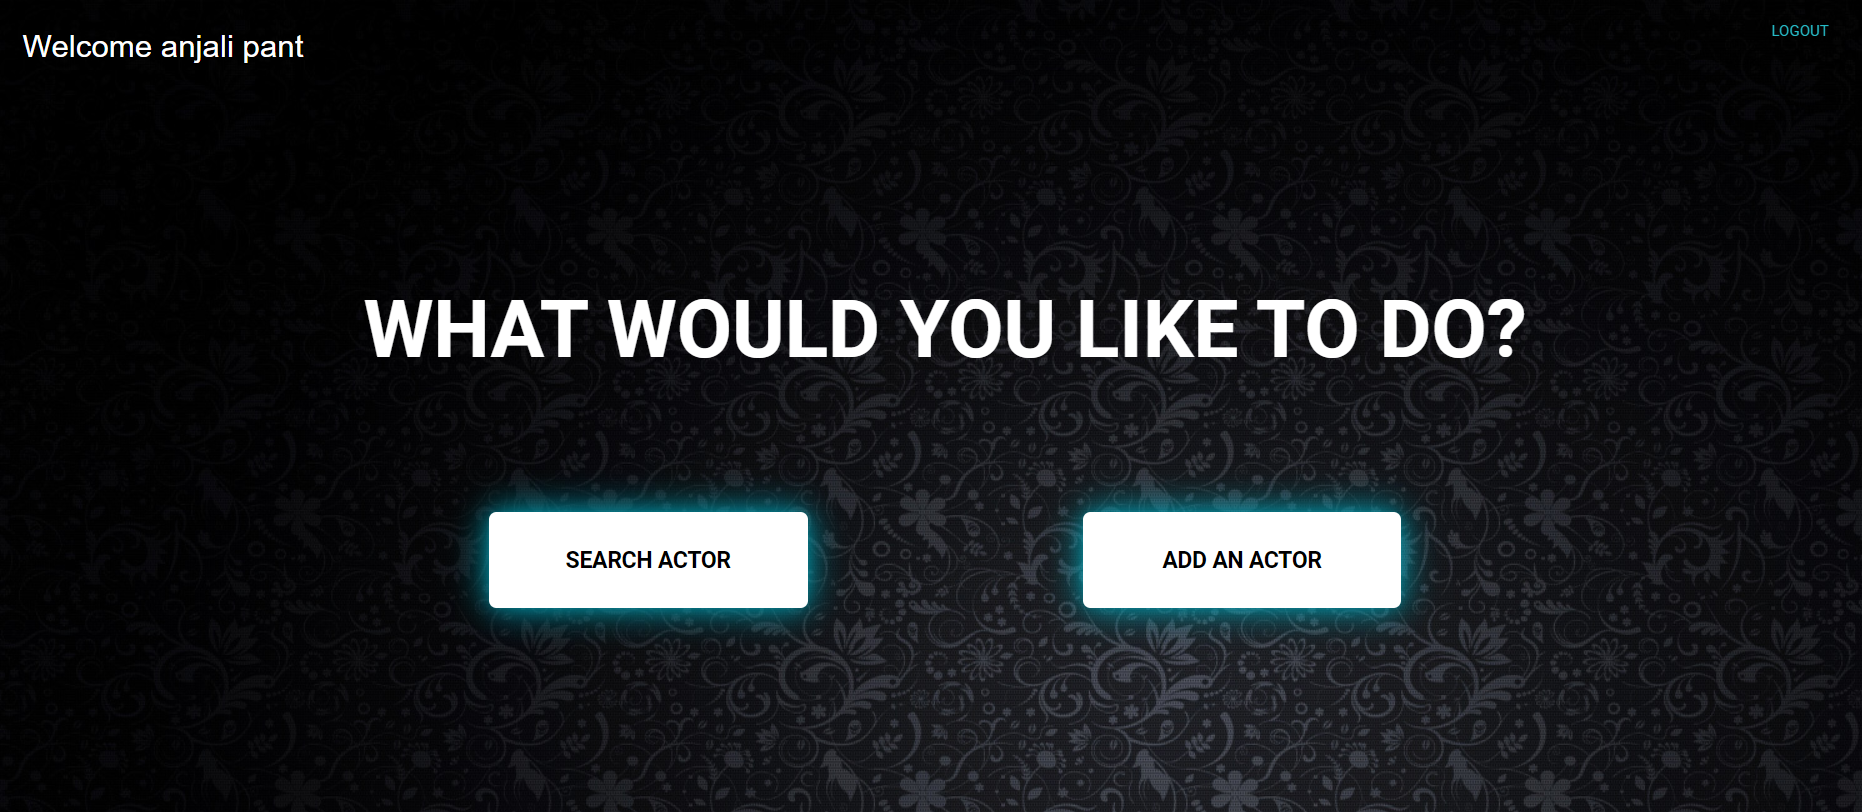 Welcome anjali pant
LOGOUT
WHAT WOULD YOU LIKE TO DO?
SEARCH ACTOR
ADD AN ACTOR